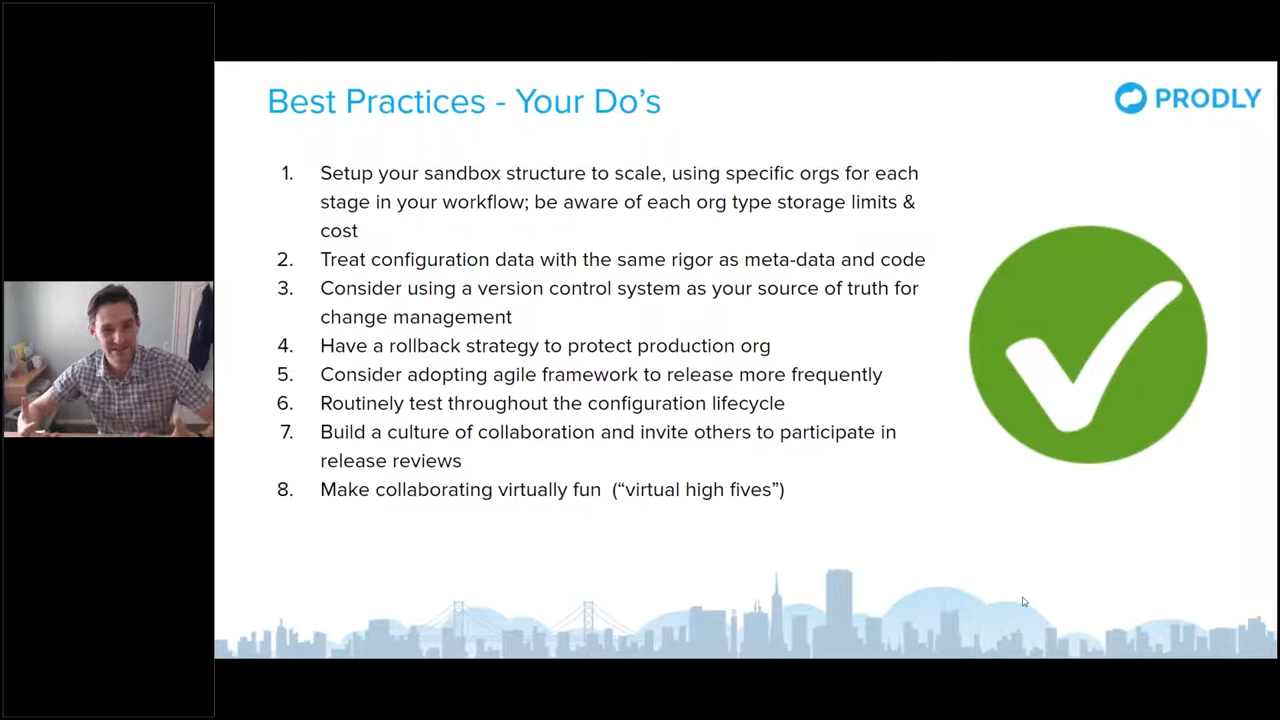 Best Practices - Your Do’s
PRODLY
1. Setup your sandbox structure to scale, using specific orgs for each
stage in your workflow; be aware of each org type storage limits &
cost
2. Treat configuration data with the same rigor as meta-data and code
3. Consider using a version control system as your source of truth for
change management
4. Have a rollback strategy to protect production org
5. Consider adopting agile framework to release more frequently
6. Routinely test throughout the configuration lifecycle
7. Build a culture of collaboration and invite others to participate in
release reviews
8. Make collaborating virtually fun (“virtual high fives”)